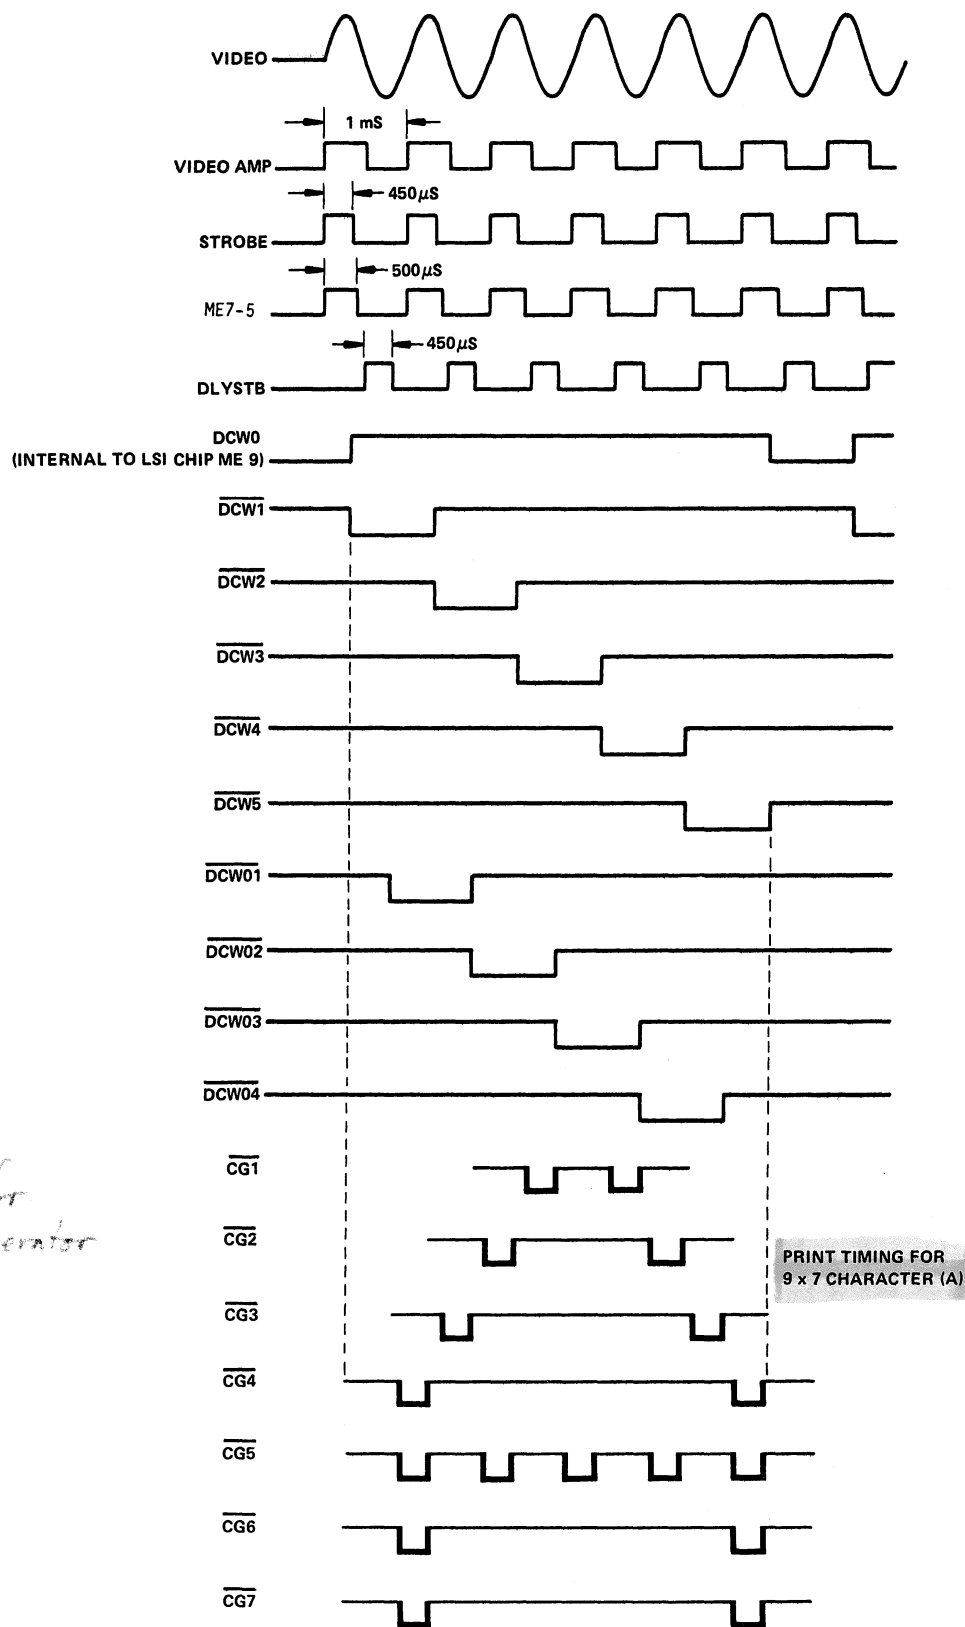 VIDEO
1 mS
VIDEO AMP
450μS
STROBE
500μS
ME7-5
450μS
DLYSTB
DCW0
(INTERNAL TO LSI CHIP ME 9)
DCW1
DCW2
DCW3
DCW4
DCW5
DCW01
DCW02
DCW03
DCW04
CG1
CG2
erator
PRINT TIMING FOR
9 x 7 CHARACTER (A)
CG3
CG4
CG5
CG6
CG7